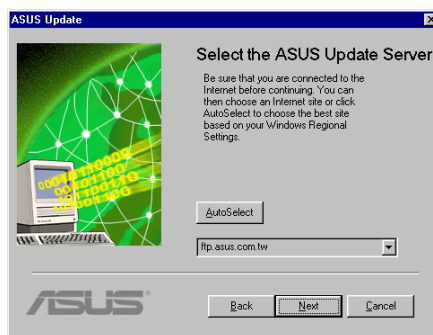 ASUS Update
Select the ASUS Update Server
Be sure that you are connected to the
Internet before continuing. You can
then choose an Internet site or click
AutoSelect to choose the best site
based on your Windows Regional
Settings.
AutoSelect
ftp.asus.com.tw
ASUS
Back Next Cancel